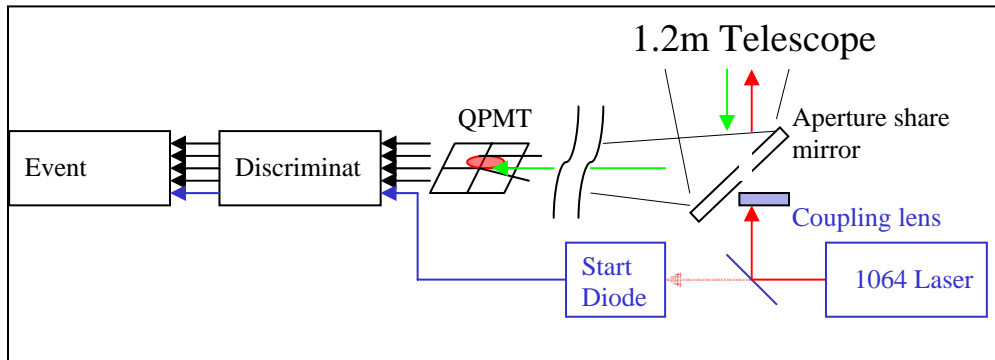 1.2m Telescope
QPMT
Aperture share
mirror
Event
Discriminat
Coupling lens
Start
Diode
1064 Laser